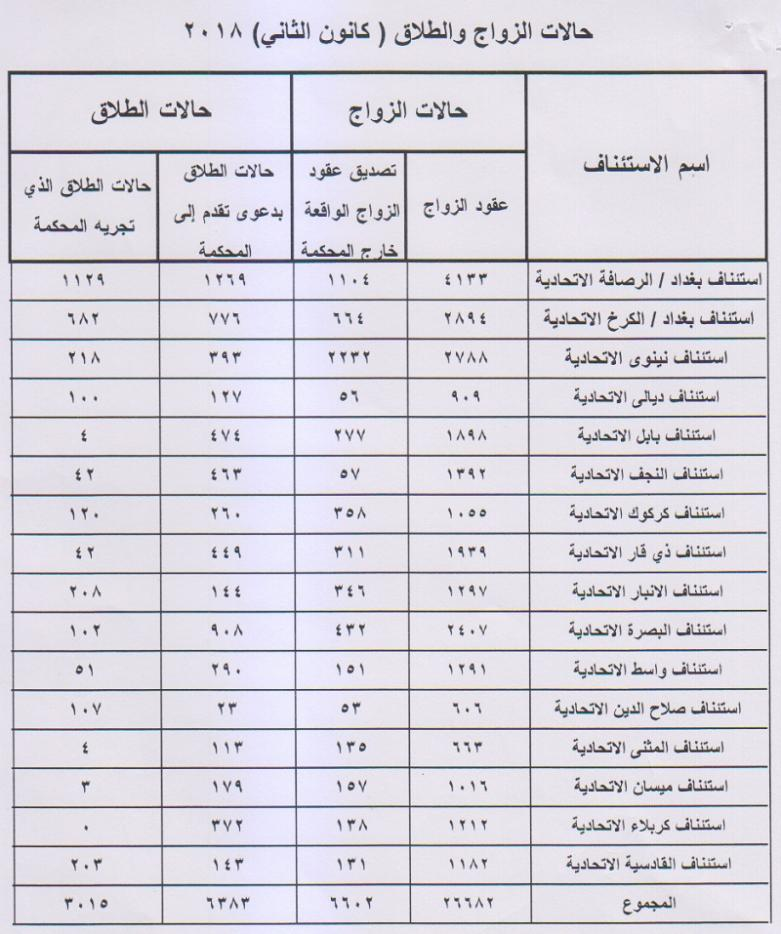 حالات الزواج والطلاق ( كانون الثاني) ٢٠١٨
اسم الاستئناف حالات الزواج حالات الطلاق
عقود الزواج تصديق عقود الزواج الواقعة خارج المحكمة حالات الطلاق بدعوى تقدم إلى المحكمة حالات الطلاق الذي تجريه المحكمة
استئناف بغداد / الرصافة الاتحادية ٤١٣٣ ١١٠٤ ١٢٦٩ ١١٢٩
استئناف بغداد / الكرخ الاتحادية ٢٨٩٤ ٦٦٤ ٧٧٦ ٦٨٢
استئناف نينوى الاتحادية ٢٧٨٨ ٢٢٣٢ ٣٩٣ ٢١٨
استئناف ديالى الاتحادية ٩٠٩ ٥٦ ١٢٧ ١٠٠
استئناف بابل الاتحادية ١٨٩٨ ٢٧٧ ٤٧٤ ٤
استئناف النجف الاتحادية ١٣٩٢ ٥٧ ٤٦٣ ٤٢
استئناف كركوك الاتحادية ١٠٥٥ ٣٥٨ ٢٦٠ ١٢٠
استئناف ذي قار الاتحادية ١٩٣٩ ٣١١ ٤٤٩ ٤٢
استئناف الانبار الاتحادية ١٢٩٧ ٣٤٦ ١٤٤ ٢٠٨
استئناف البصرة الاتحادية ٢٤٠٧ ٤٣٢ ٩٠٨ ١٠٢
استئناف واسط الاتحادية ١٢٩١ ١٥١ ٢٩٠ ٥١
استئناف صلاح الدين الاتحادية ٦٠٦ ٥٣ ٢٣ ١٠٧
استئناف المثنى الاتحادية ٦٦٣ ١٣٥ ١١٣ ٤
استئناف ميسان الاتحادية ١٠١٦ ١٥٧ ١٧٩ ٣
استئناف كربلاء الاتحادية ١٢١٢ ١٣٨ ٣٧٢ ٠
استئناف القادسية الاتحادية ١١٨٢ ١٣١ ١٤٣ ٢٠٣
المجموع ٢٦٦٨٢ ٦٦٠٢ ٦٣٨٣ ٣٠١٥